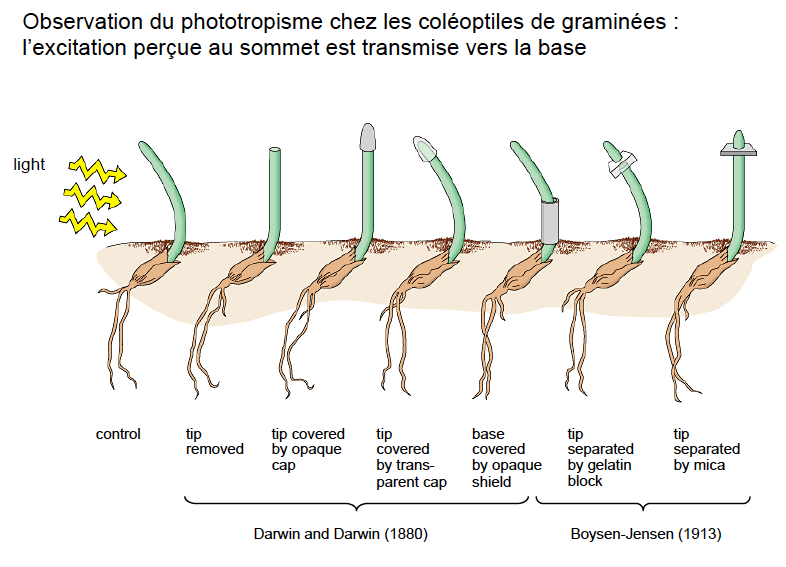 Observation du phototropisme chez les coléoptiles de graminées :
l'excitation perçue au sommet est transmise vers la base
light
control
tip
removed
tip covered
by opaque
cap
tip
covered
by trans-
parent cap
base
covered
by opaque
shield
tip
separated
by gelatin
block
tip
separated
by mica
Darwin and Darwin (1880)
Boysen-Jensen (1913)